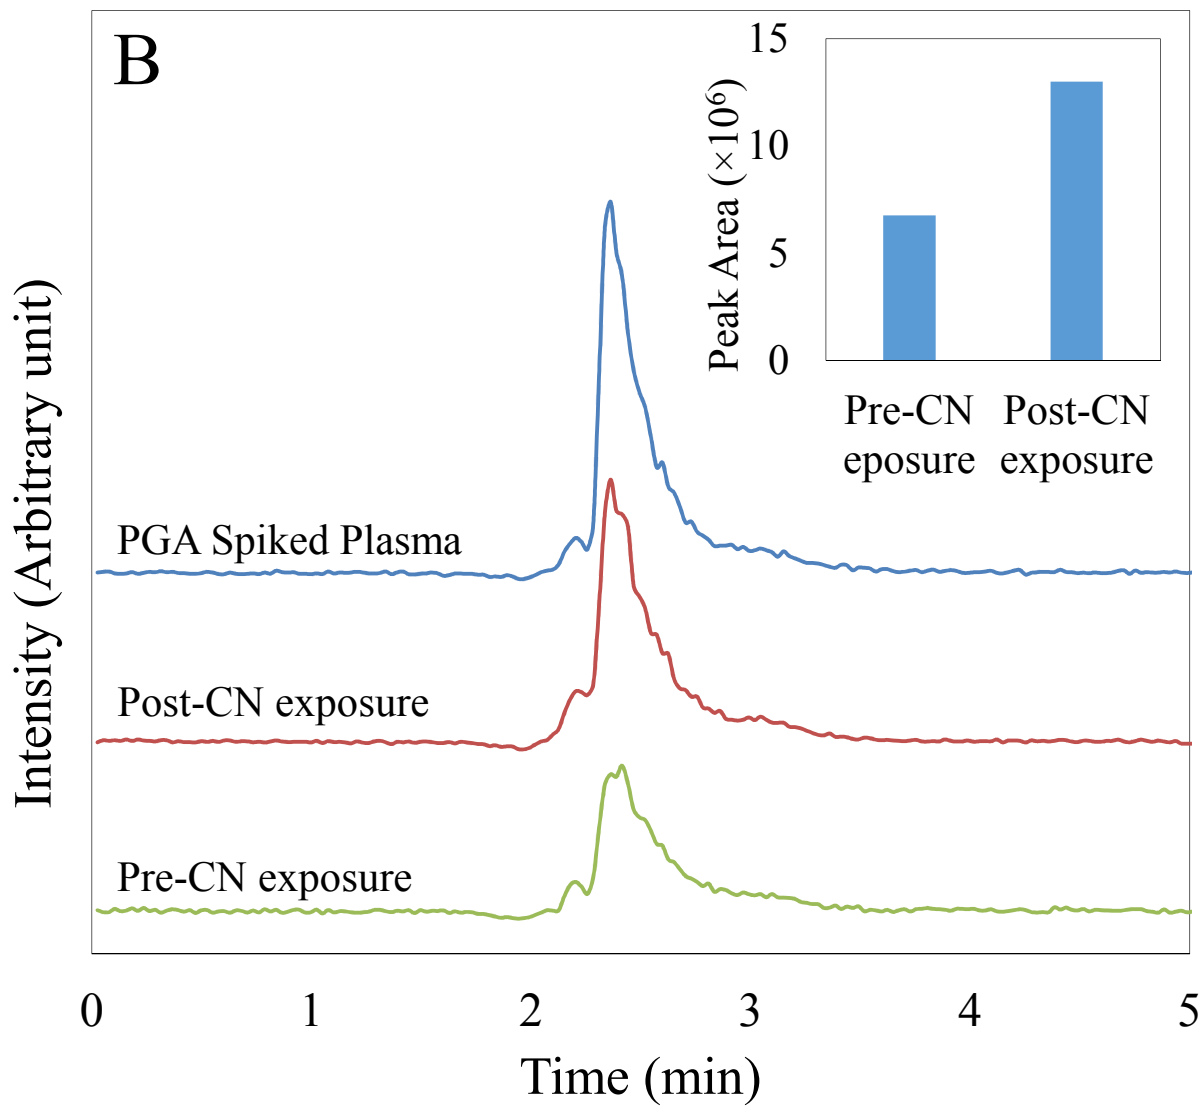 B
15
10
5
0
Peak Area (×10⁶)
Pre-CN
eposure
Post-CN
exposure
PGA Spiked Plasma
Post-CN exposure
Pre-CN exposure
Intensity (Arbitrary unit)
0 1 2 3 4 5
Time (min)